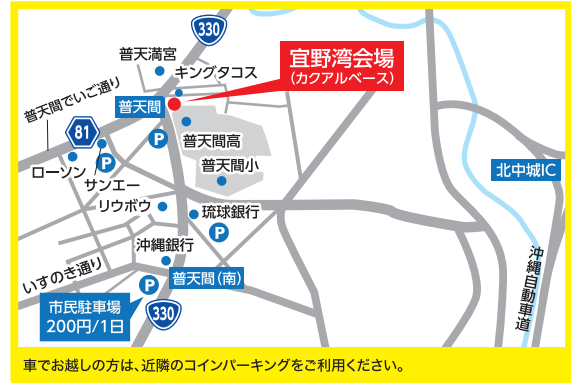 330
普天満宮
キングタコス
宜野湾会場
（カクアルベース）
普天間でいご通り
普天間
81
P
普天間高
普天間小
P
ローソン
サンエー
北中城IC
リウボウ
琉球銀行
P
沖縄銀行
いすのき通り
普天間（南）
沖縄自動車道
P
市民駐車場
200円/1日
330
車でお越しの方は、近隣のコインパーキングをご利用ください。